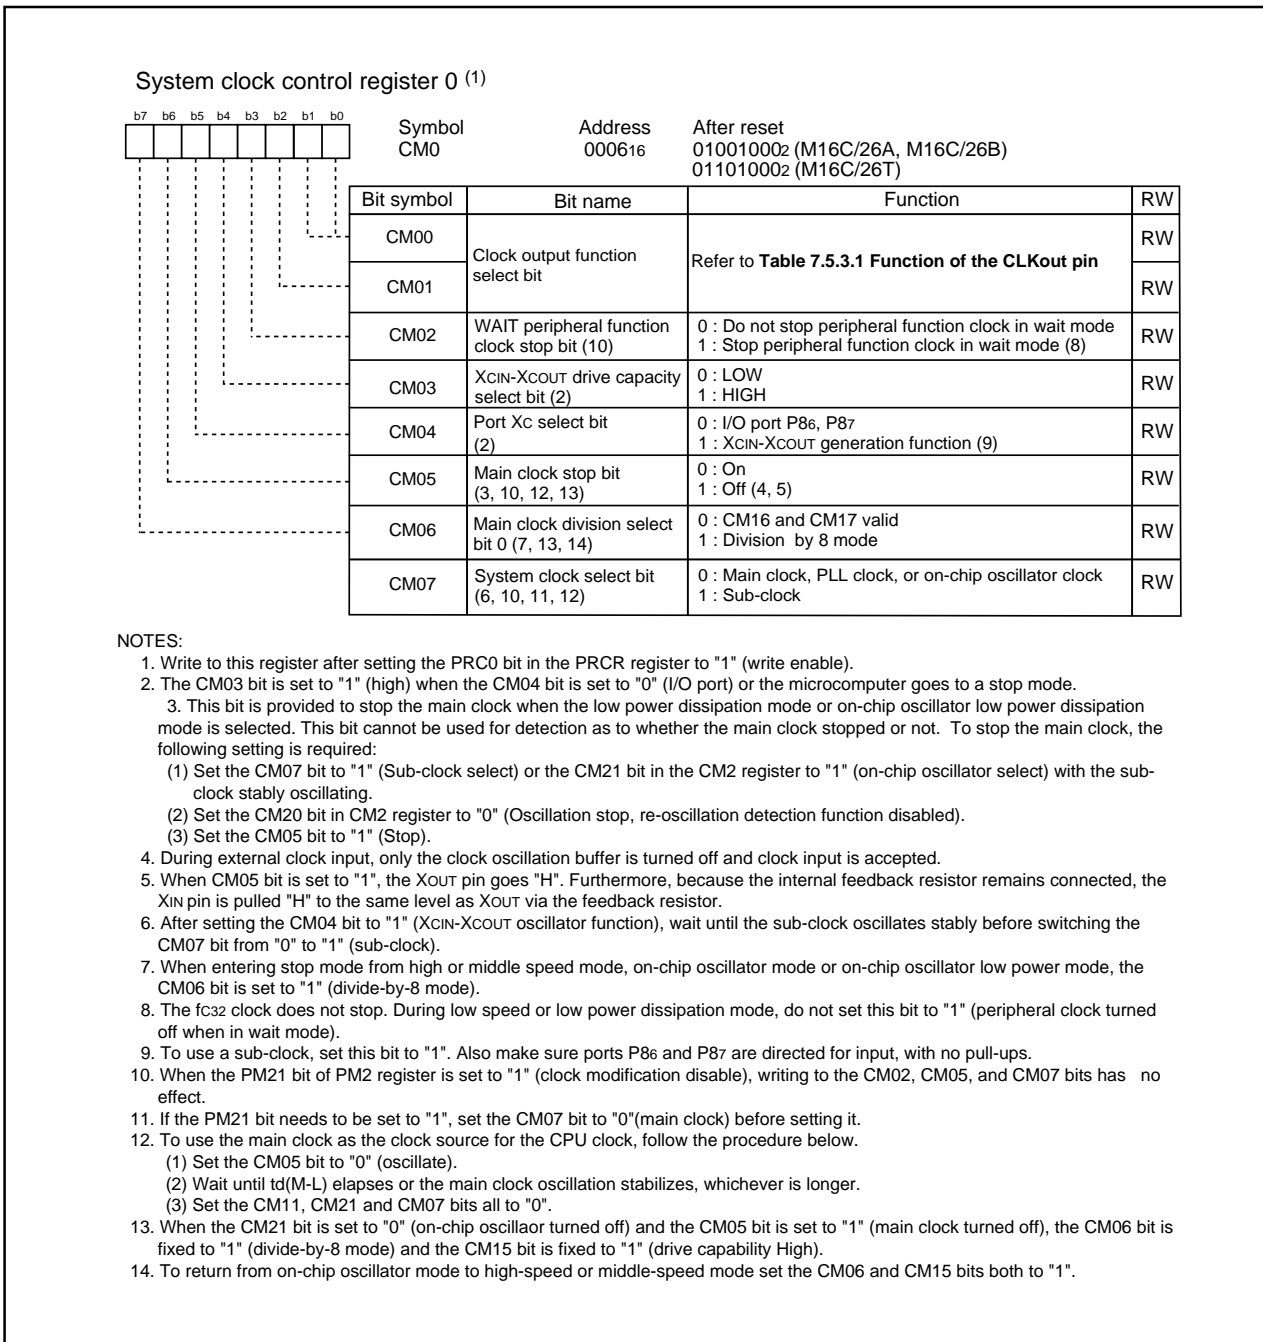 System clock control register 0 (1)
b7 b6 b5 b4 b3 b2 b1 b0
Symbol Address After reset
CM0 000616 010010002 (M16C/26A, M16C/26B)
011010002 (M16C/26T)
Bit symbol Bit name Function RW
CM00 Clock output function select bit Refer to Table 7.5.3.1 Function of the CLKout pin RW
CM01 RW
CM02 WAIT peripheral function 0 : Do not stop peripheral function clock in wait mode RW
clock stop bit (10) 1 : Stop peripheral function clock in wait mode (8)
CM03 XCIN-XCOUT drive capacity 0 : LOW RW
select bit (2) 1 : HIGH
CM04 Port XC select bit 0 : I/O port P86, P87 RW
(2) 1 : XCIN-XCOUT generation function (9)
CM05 Main clock stop bit 0 : On RW
(3, 10, 12, 13) 1 : Off (4, 5)
CM06 Main clock division select 0 : CM16 and CM17 valid RW
bit 0 (7, 13, 14) 1 : Division by 8 mode
CM07 System clock select bit 0 : Main clock, PLL clock, or on-chip oscillator clock RW
(6, 10, 11, 12) 1 : Sub-clock
NOTES:
1. Write to this register after setting the PRC0 bit in the PRCR register to "1" (write enable).
2. The CM03 bit is set to "1" (high) when the CM04 bit is set to "0" (I/O port) or the microcomputer goes to a stop mode.
3. This bit is provided to stop the main clock when the low power dissipation mode or on-chip oscillator low power dissipation
mode is selected. This bit cannot be used for detection as to whether the main clock stopped or not. To stop the main clock, the
following setting is required:
(1) Set the CM07 bit to "1" (Sub-clock select) or the CM21 bit in the CM2 register to "1" (on-chip oscillator select) with the sub-
clock stably oscillating.
(2) Set the CM20 bit in CM2 register to "0" (Oscillation stop, re-oscillation detection function disabled).
(3) Set the CM05 bit to "1" (Stop).
4. During external clock input, only the clock oscillation buffer is turned off and clock input is accepted.
5. When CM05 bit is set to "1", the XOUT pin goes "H". Furthermore, because the internal feedback resistor remains connected, the
XIN pin is pulled "H" to the same level as XOUT via the feedback resistor.
6. After setting the CM04 bit to "1" (XCIN-XCOUT oscillator function), wait until the sub-clock oscillates stably before switching the
CM07 bit from "0" to "1" (sub-clock).
7. When entering stop mode from high or middle speed mode, on-chip oscillator mode or on-chip oscillator low power mode, the
CM06 bit is set to "1" (divide-by-8 mode).
8. The fC32 clock does not stop. During low speed or low power dissipation mode, do not set this bit to "1" (peripheral clock turned
off when in wait mode).
9. To use a sub-clock, set this bit to "1". Also make sure ports P86 and P87 are directed for input, with no pull-ups.
10. When the PM21 bit of PM2 register is set to "1" (clock modification disable), writing to the CM02, CM05, and CM07 bits has no
effect.
11. If the PM21 bit needs to be set to "1", set the CM07 bit to "0"(main clock) before setting it.
12. To use the main clock as the clock source for the CPU clock, follow the procedure below.
(1) Set the CM05 bit to "0" (oscillate).
(2) Wait until td(M-L) elapses or the main clock oscillation stabilizes, whichever is longer.
(3) Set the CM11, CM21 and CM07 bits all to "0".
13. When the CM21 bit is set to "0" (on-chip oscillaor turned off) and the CM05 bit is set to "1" (main clock turned off), the CM06 bit is
fixed to "1" (divide-by-8 mode) and the CM15 bit is fixed to "1" (drive capability High).
14. To return from on-chip oscillator mode to high-speed or middle-speed mode set the CM06 and CM15 bits both to "1".